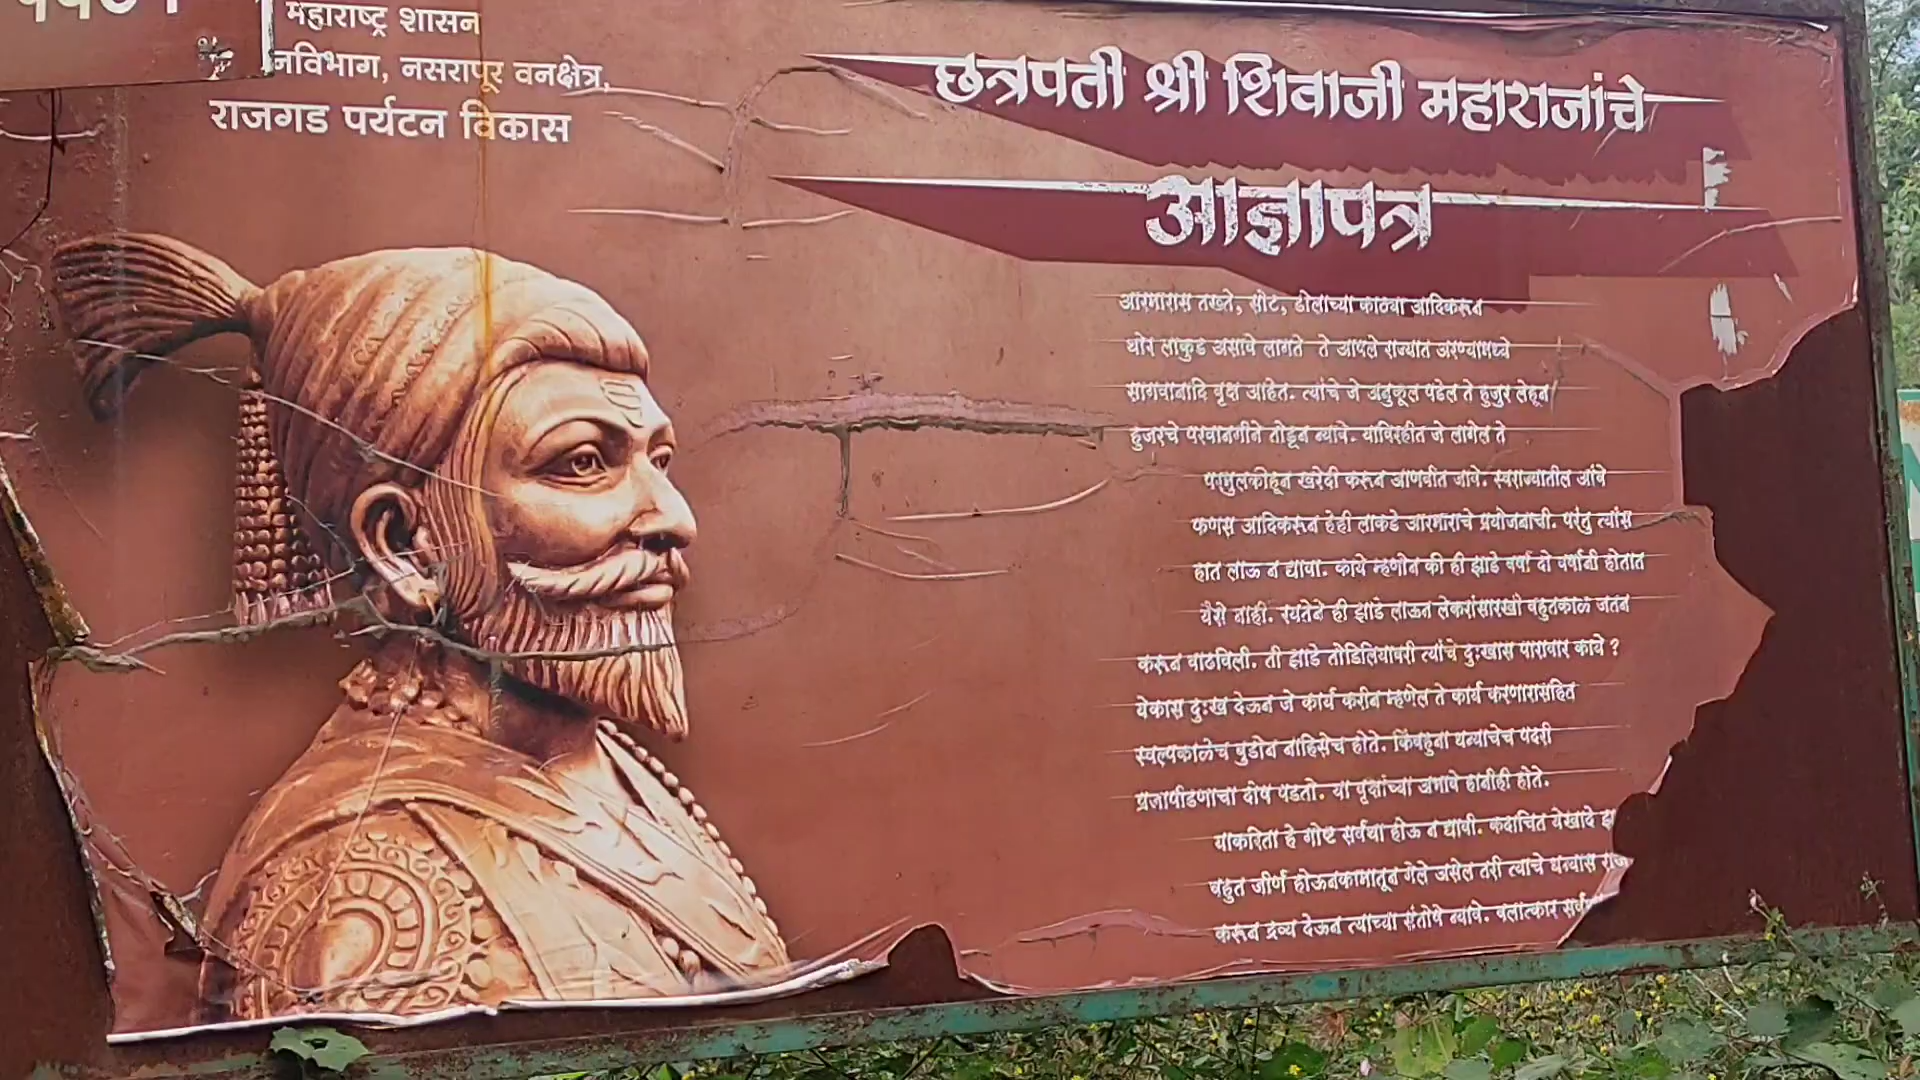 महाराष्ट्र शासन
नविभाग, नसरापूर वनक्षेत्र,
राजगड पर्यटन विकास
छत्रपती श्री शिवाजी महाराजांचे
आज्ञापत्र
आरमारास तख्ते, सोट, डोलाच्या काठ्या आदिकरून
थोर लाकुड असावे लागते ते आपले राज्यात अरण्यामध्ये
सागवानादि वृक्ष आहेत. त्यांचे जे अनुकूल पडेल ते हुजुर लेहून
हुजुरचे परवानगीने तोडून न्यावे. याविरहीत जे लागेल ते
परमुलकीहून खरेदी करून आणवीत जावे. स्वराज्यातील आंबे
फणस आदिकरून हेही लाकडे आरमाराचे प्रयोजनाची. परंतु त्यांस
हात लाऊ न द्यावा. काये म्हणोन की ही झाडे वर्षा दो वर्षानी होतात
यैसे नाही. रयतेने ही झाडे लाऊन लेकरांसारखी बहुतकाळ जतन
करून वाढविली. ती झाडे तोडिलियावरी त्यांचे दुःखास पारावार काये ?
येकास दुःख देऊन जे कार्य करीन म्हणेल ते कार्य करणारासहित
स्वल्पकाळेच बुडोन नाहिसेच होते. किंबहुना धन्याचेच पदरी
प्रजापीडणाचा दोष पडतो. या वृक्षांच्या अभावे हानीही होते.
याकरिता हे गोष्ट सर्वथा होऊ न द्यावी. कदाचित येखादे झा
बहुत जीर्ण होऊनकामातून गेले असेल तरी त्याचे धन्यास राज
करून द्रव्य देऊन त्याच्या संतोषे न्यावे. बलात्कार सर्व